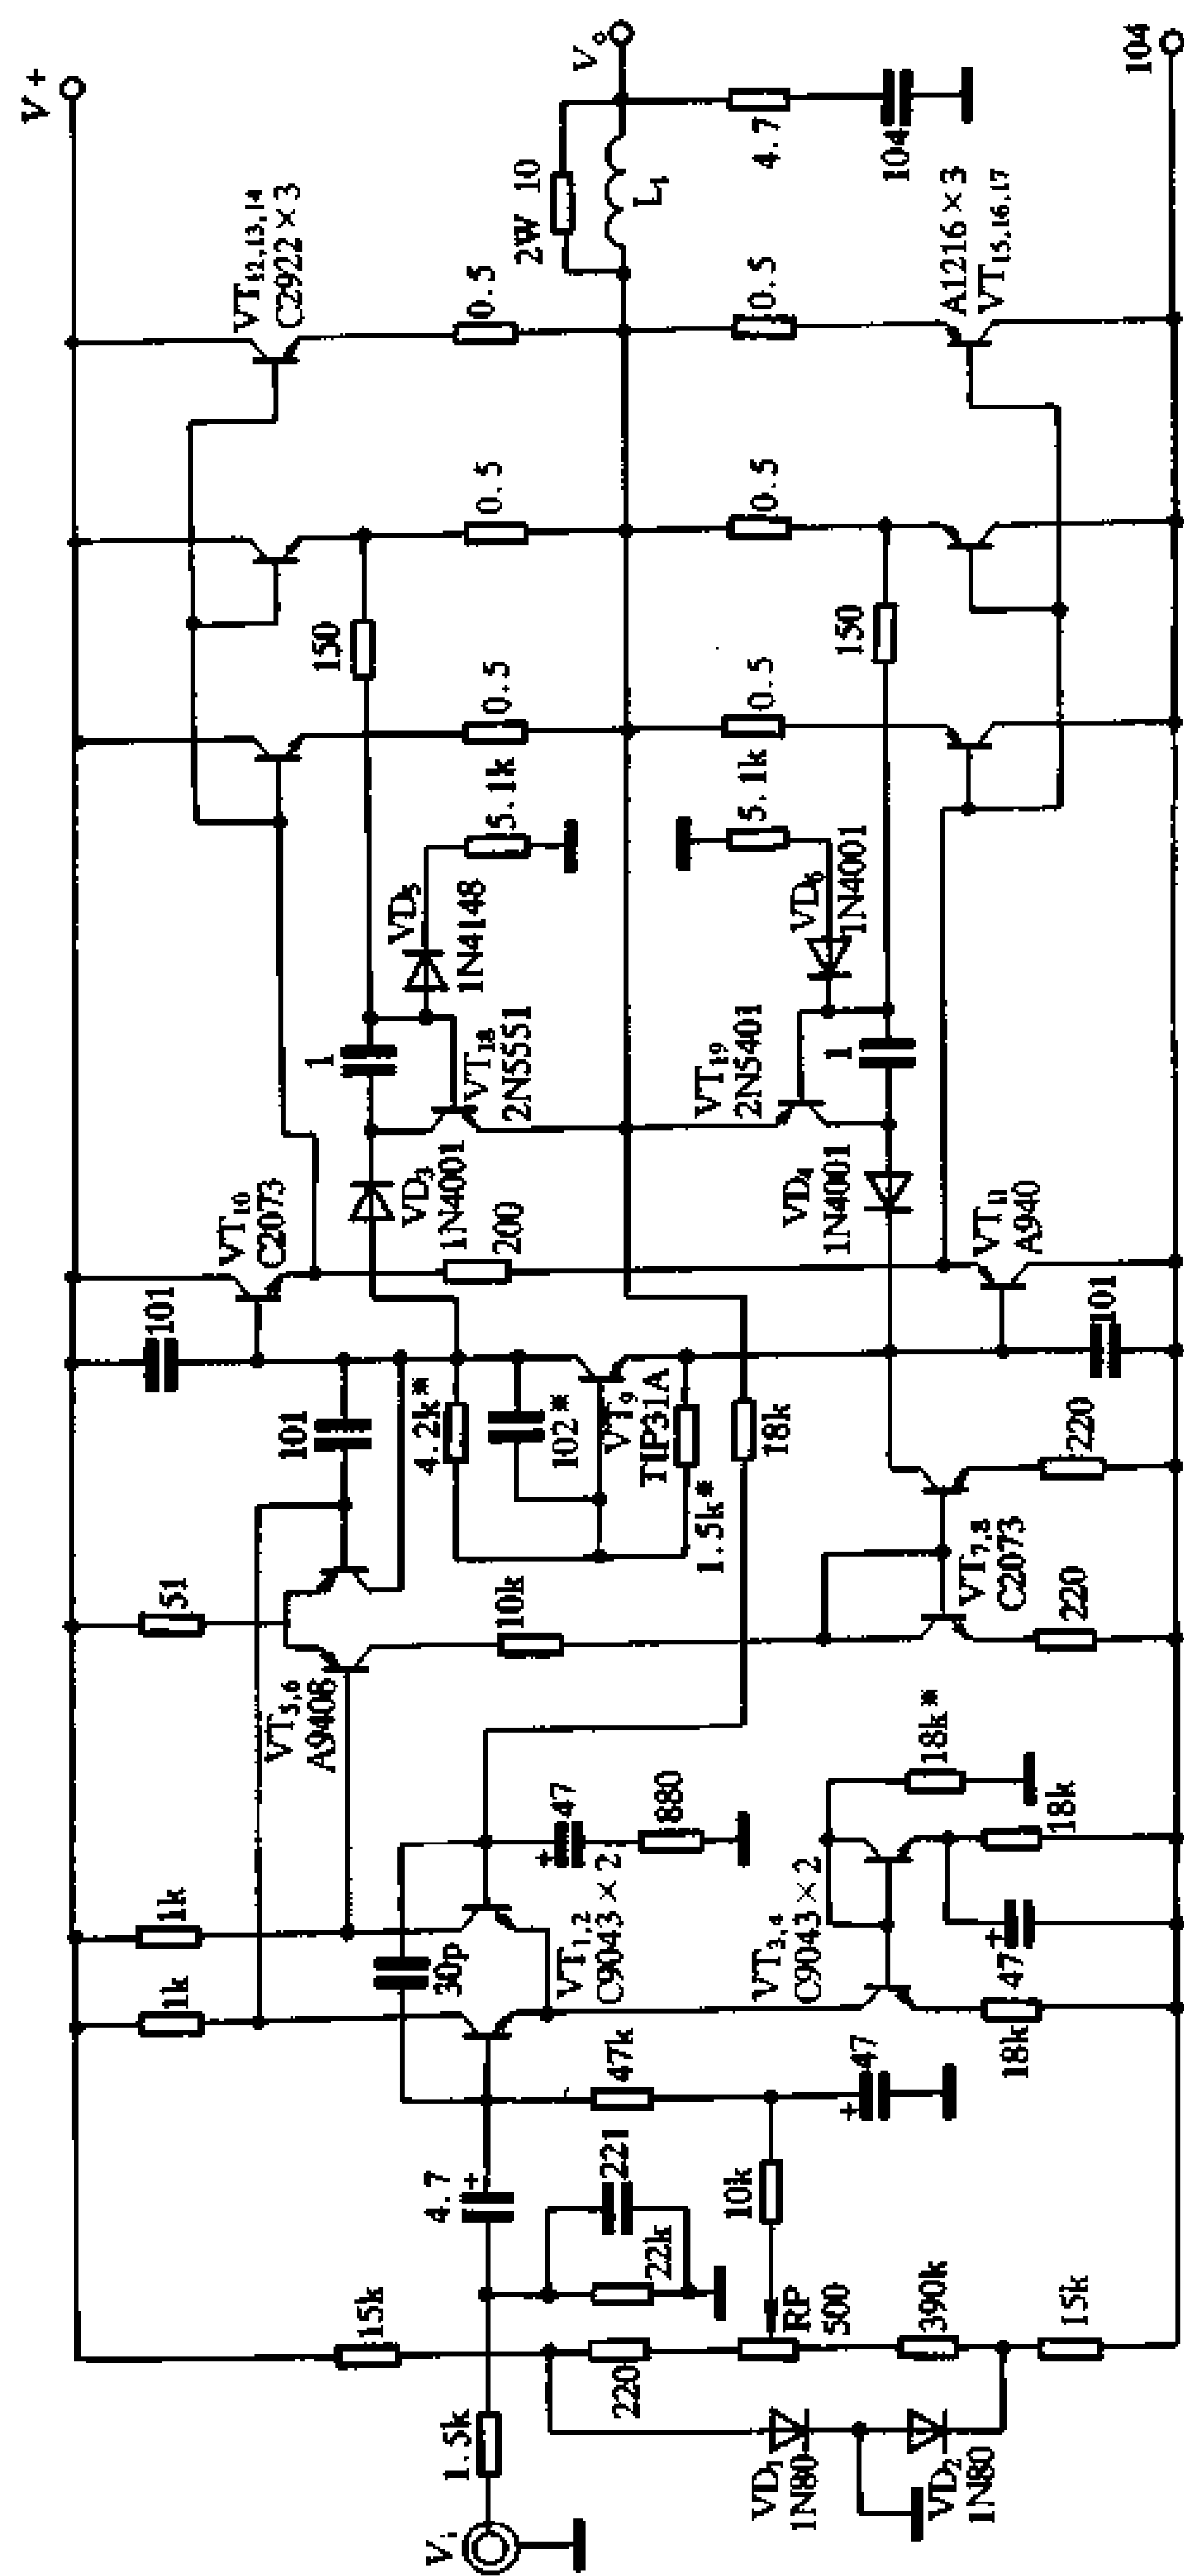 V+
V。
104
VT12,13,14
C2922×3
0.5
2W 10
L1
4.7
104
0.5
A1216×3
VT15,16,17
0.5
0.5
150
150
0.5
0.5
5.1k
5.1k
VD5
1N4148
VD6
1N4001
1
VT18
2N5551
VT19
2N5401
1
VT10
C2073
VD3
1N4001
200
VD4
1N4001
VT11
A940
101
101
101
4.2k*
102*
VT9
TIP31A
1.5k*
18k
220
51
10k
VT7,8
C2073
220
VT5,6
A940B
1k
1k
30p
+
47
880
VT1,2
C9043×2
VT3,4
C9043×2
18k*
18k
+
47
18k
47k
+
47
4.7
+
221
22k
10k
15k
220
RP
500
390k
15k
1.5k
VD1
1N80
VD2
1N80
Vi